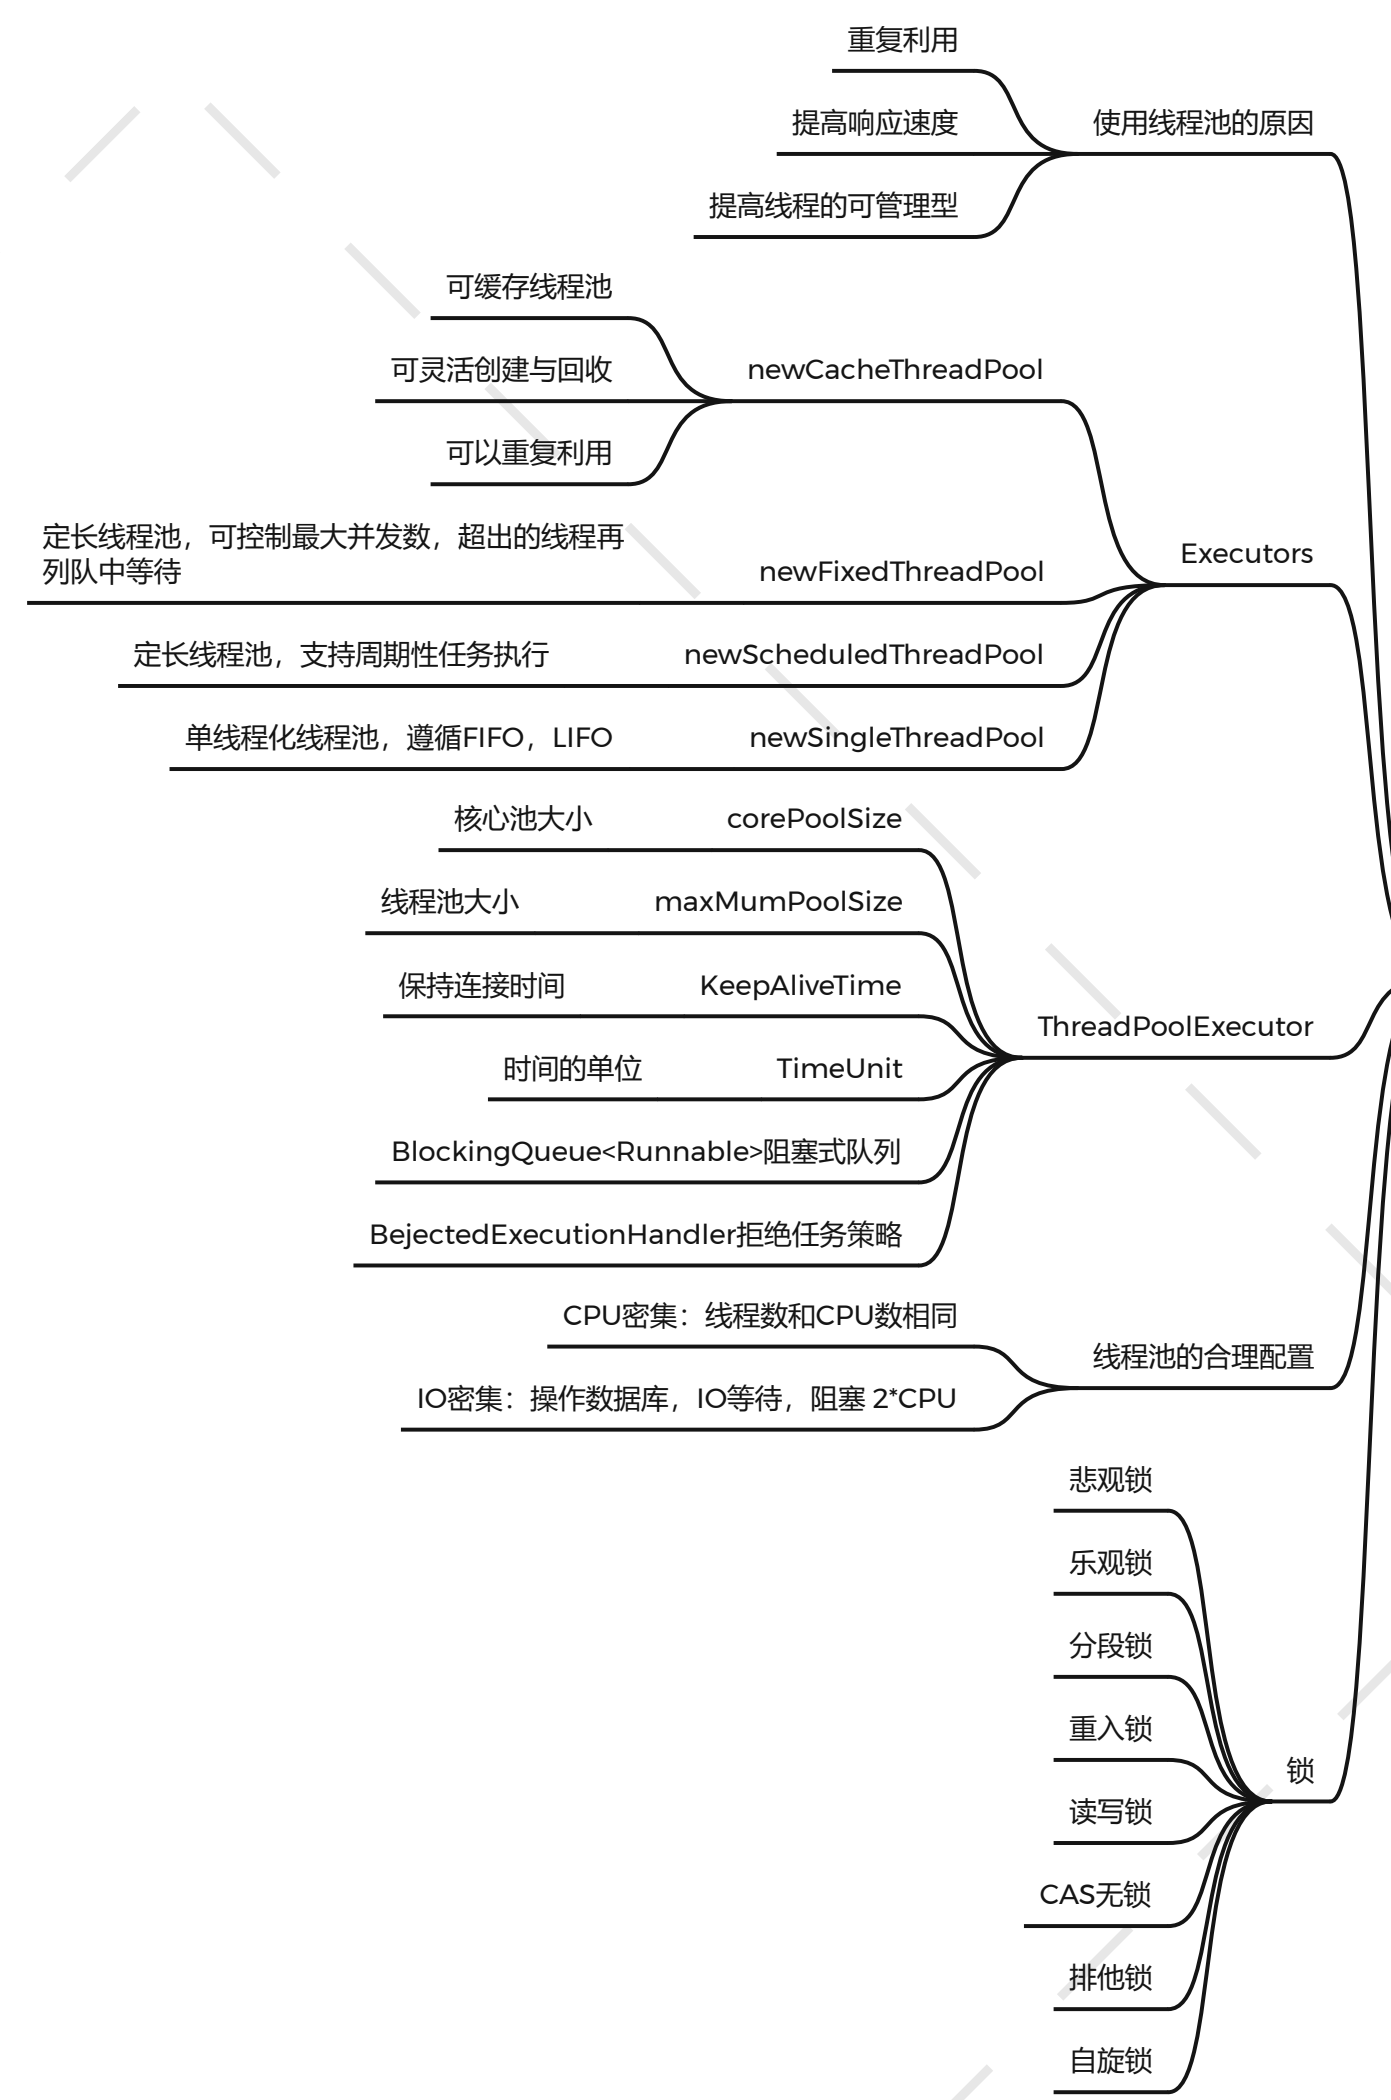 重复利用
提高响应速度
使用线程池的原因
提高线程的可管理型
可缓存线程池
可灵活创建与回收
newCacheThreadPool
可以重复利用
定长线程池，可控制最大并发数，超出的线程再
列队中等待
newFixedThreadPool
Executors
定长线程池，支持周期性任务执行
newScheduledThreadPool
单线程化线程池，遵循FIFO，LIFO
newSingleThreadPool
核心池大小
corePoolSize
线程池大小
maxMumPoolSize
保持连接时间
KeepAliveTime
ThreadPoolExecutor
时间的单位
TimeUnit
BlockingQueue<Runnable>阻塞式队列
BejectedExecutionHandler拒绝任务策略
CPU密集：线程数和CPU数相同
线程池的合理配置
IO密集：操作数据库，IO等待，阻塞 2*CPU
悲观锁
乐观锁
分段锁
重入锁
锁
读写锁
CAS无锁
排他锁
自旋锁